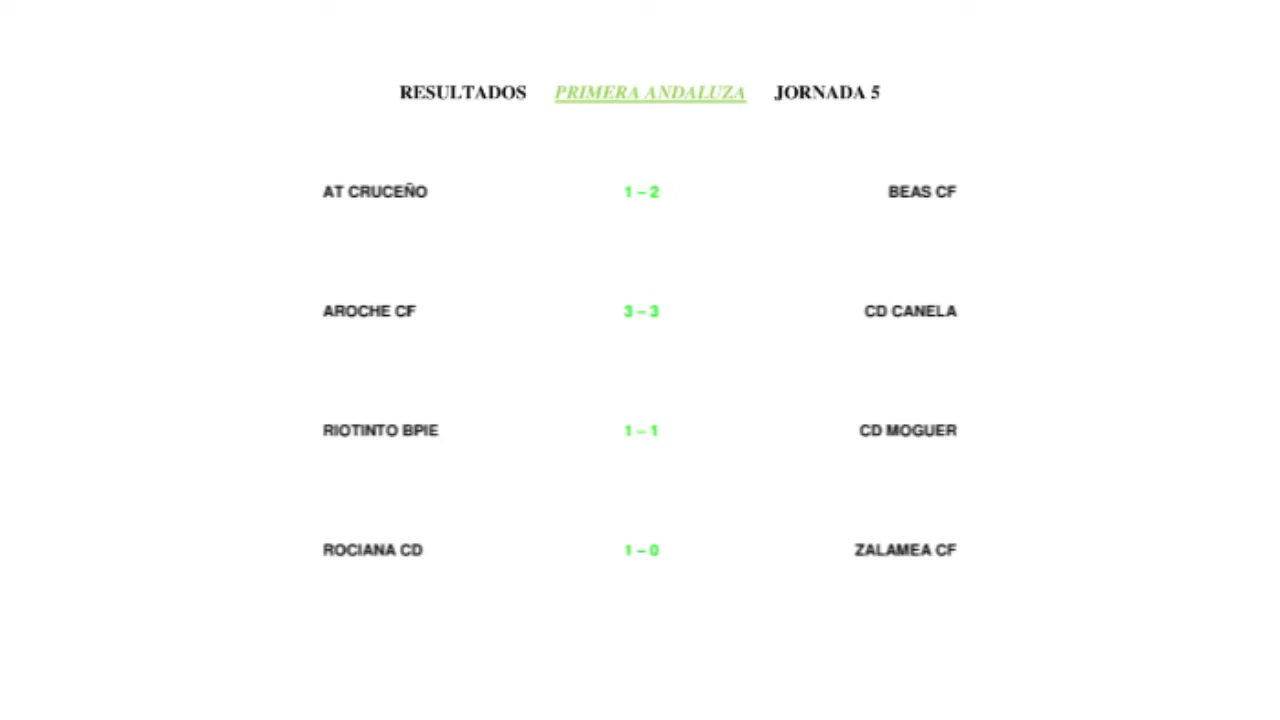 RESULTADOS PRIMERA ANDALUZA JORNADA 5
AT CRUCEÑO 1 – 2 BEAS CF
AROCHE CF 3 – 3 CD CANELA
RIOTINTO BPIE 1 – 1 CD MOGUER
ROCIANA CD 1 – 0 ZALAMEA CF